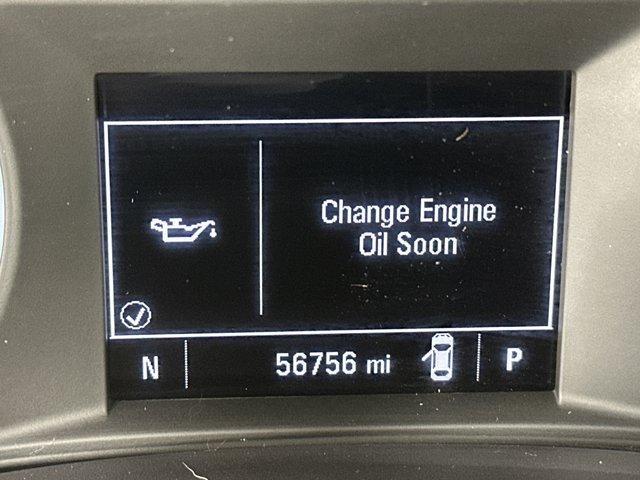 Change Engine
Oil Soon
N 56756 mi P